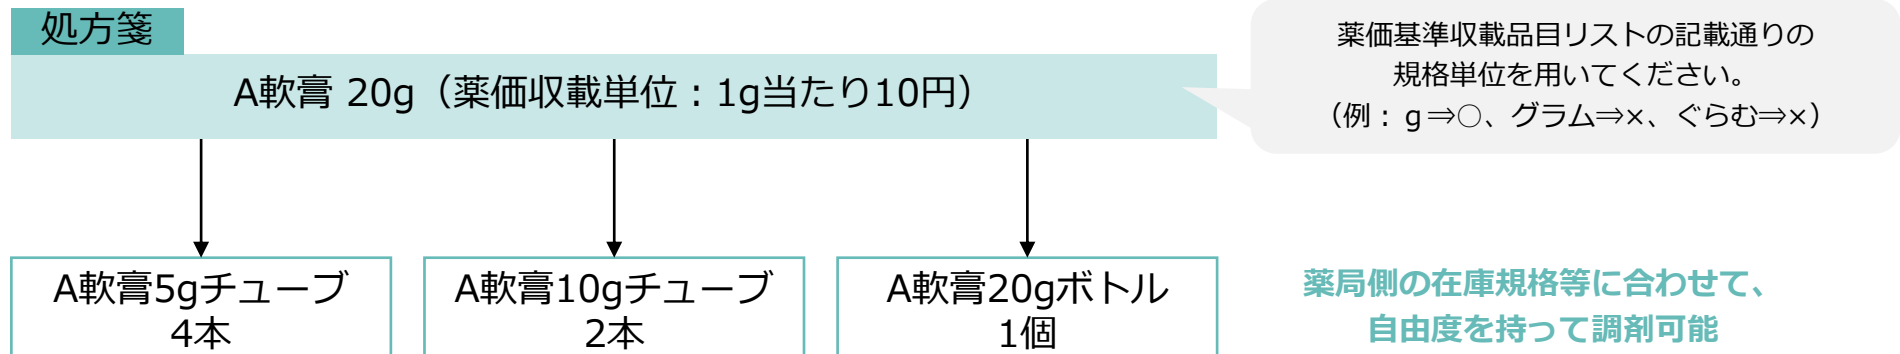 処方箋
A軟膏 20g（薬価収載単位：1g当たり10円）
薬価基準収載品目リストの記載通りの
規格単位を用いてください。
（例：ｇ⇒○、グラム⇒×、ぐらむ⇒×）
A軟膏5gチューブ
4本
A軟膏10gチューブ
2本
A軟膏20gボトル
1個
薬局側の在庫規格等に合わせて、
自由度を持って調剤可能